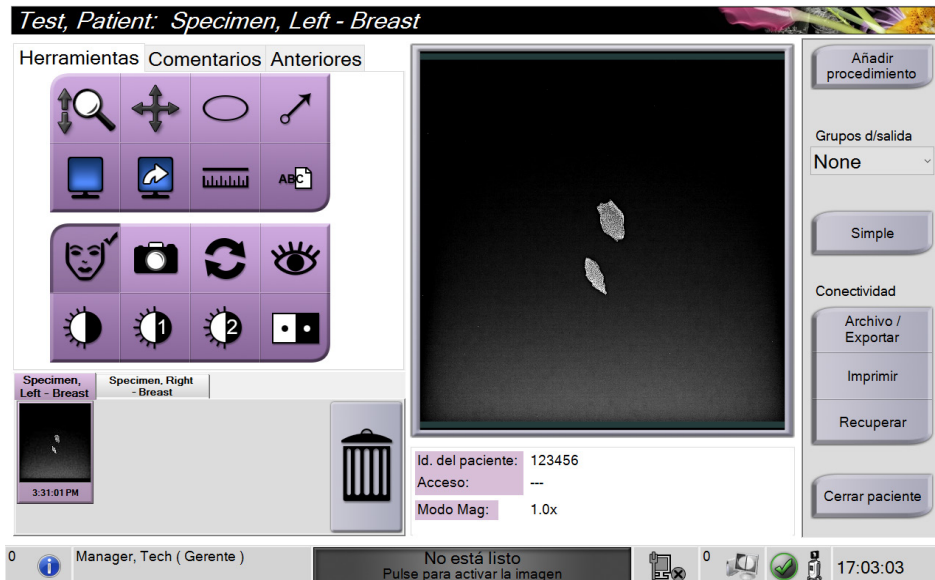 Test, Patient: Specimen, Left - Breast
Herramientas Comentarios Anteriores
ABC
1
2
Specimen,
Left - Breast
Specimen, Right
- Breast
3:31:01 PM
Id. del paciente: 123456
Acceso: ---
Modo Mag: 1.0x
Añadir
procedimiento
Grupos d/salida
None
Simple
Conectividad
Archivo /
Exportar
Imprimir
Recuperar
Cerrar paciente
0
Manager, Tech ( Gerente )
No está listo
Pulse para activar la imagen
0
17:03:03